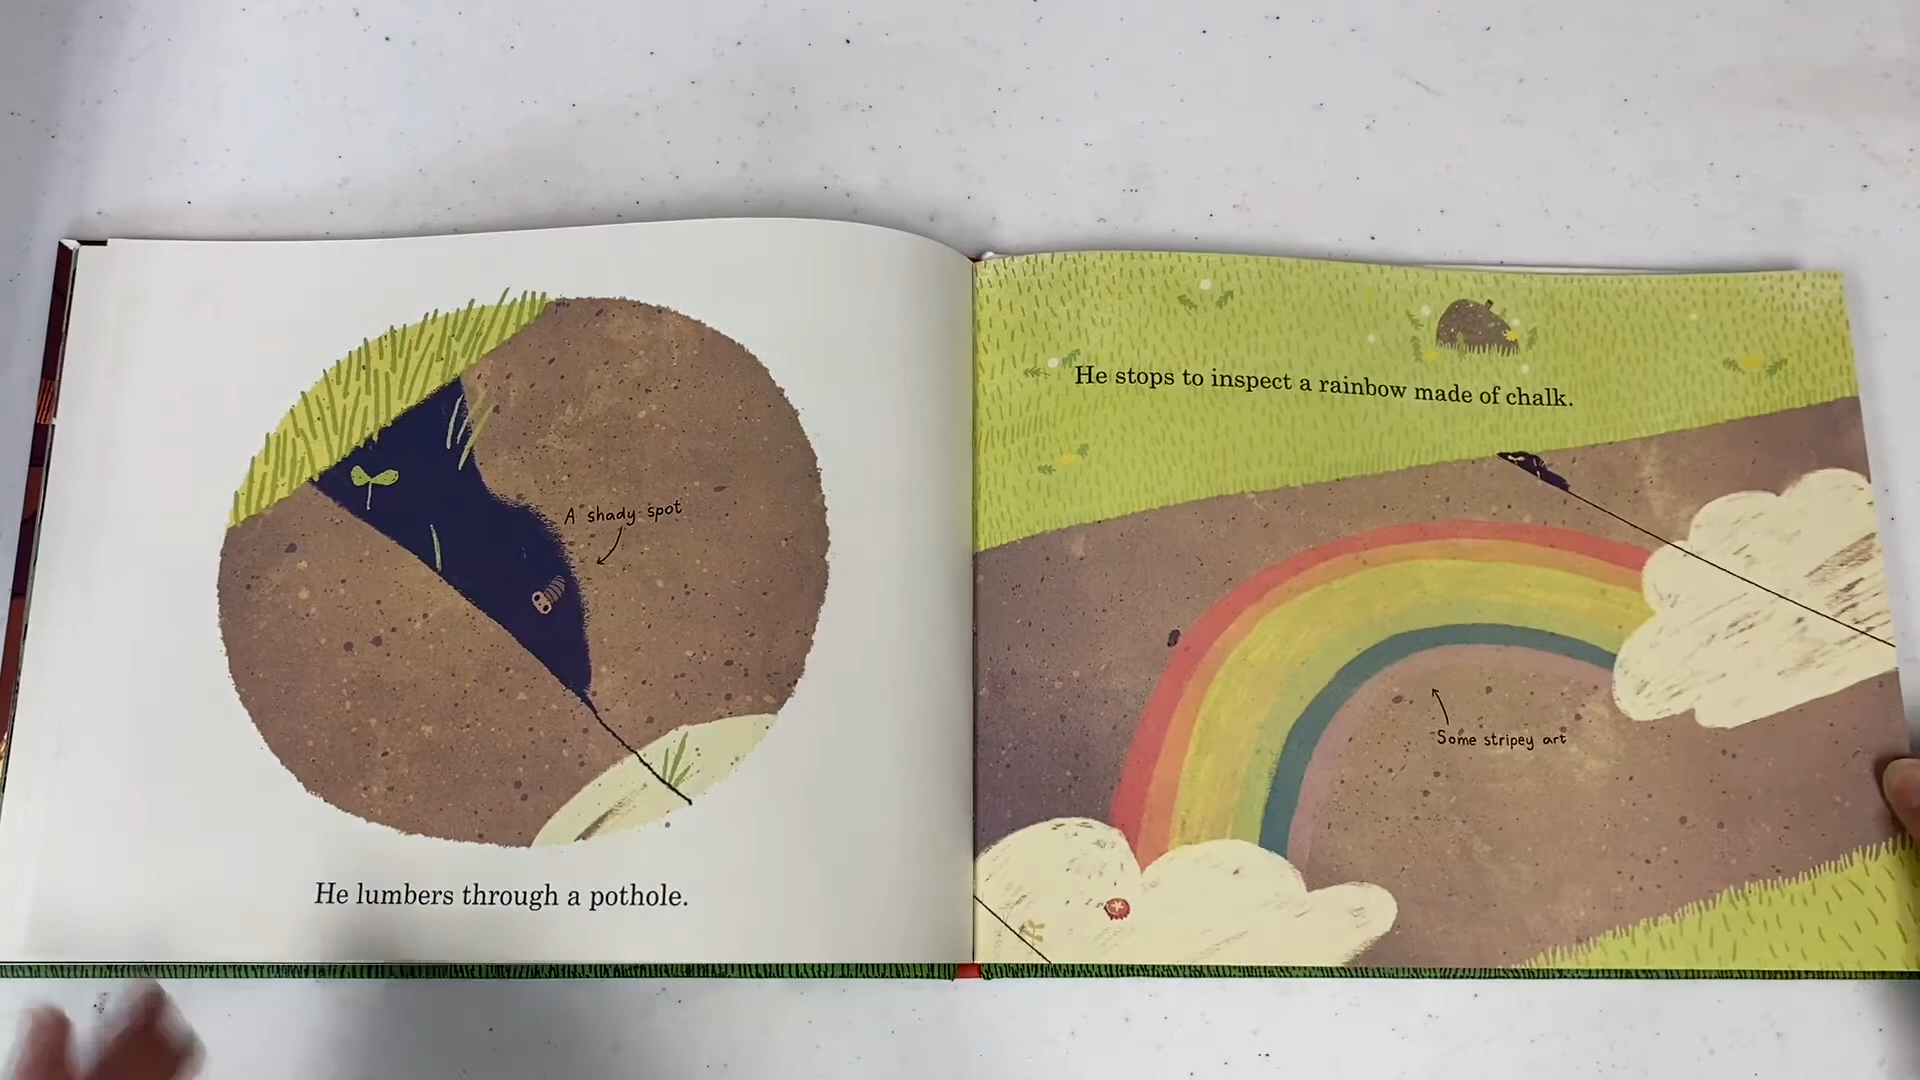 A shady spot
He lumbers through a pothole.
He stops to inspect a rainbow made of chalk.
Some stripey art